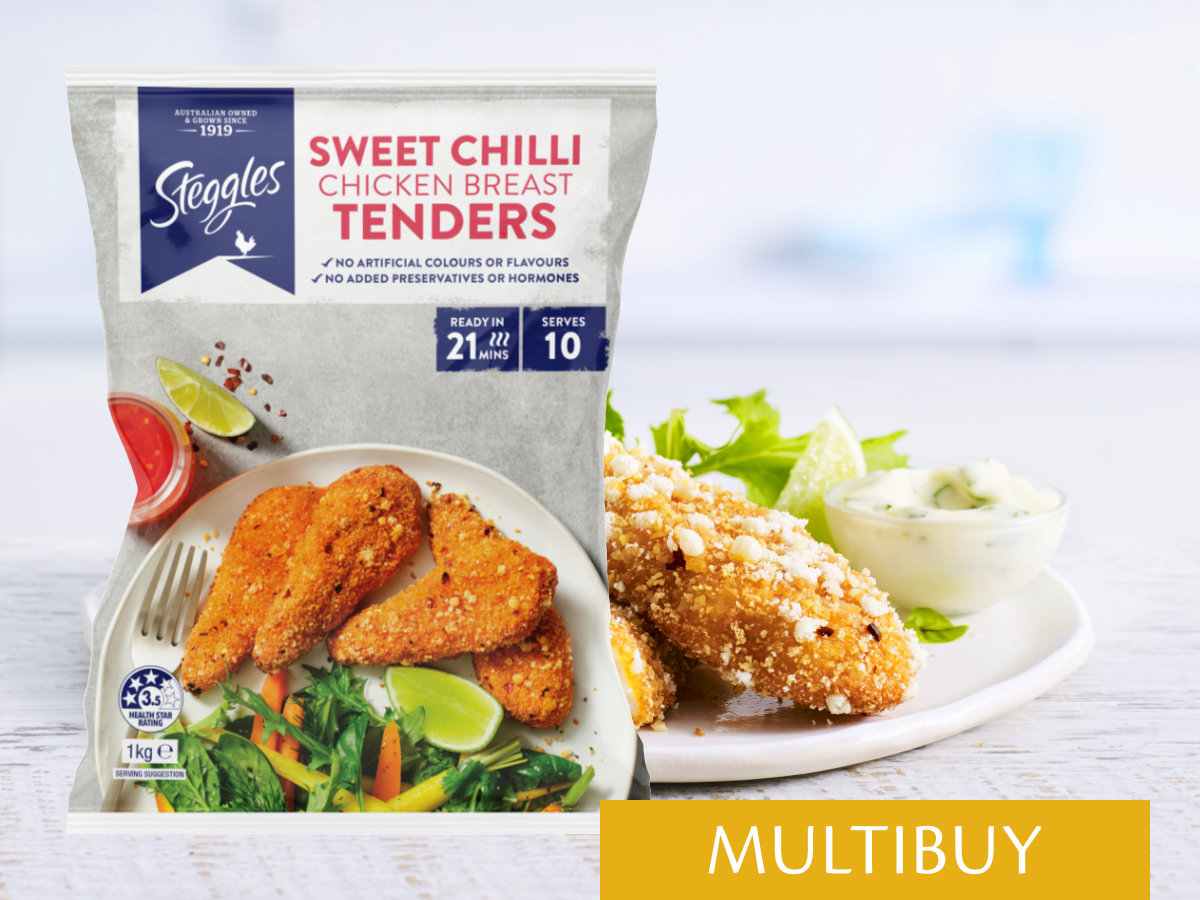 AUSTRALIAN OWNED
& GROWN SINCE
1919
Steggles
SWEET CHILLI
CHICKEN BREAST
TENDERS
✓NO ARTIFICIAL COLOURS OR FLAVOURS
✓NO ADDED PRESERVATIVES OR HORMONES
READY IN
21 MINS
SERVES
10
3.5
HEALTH STAR
RATING
1kg ℮
SERVING SUGGESTION
MULTIBUY